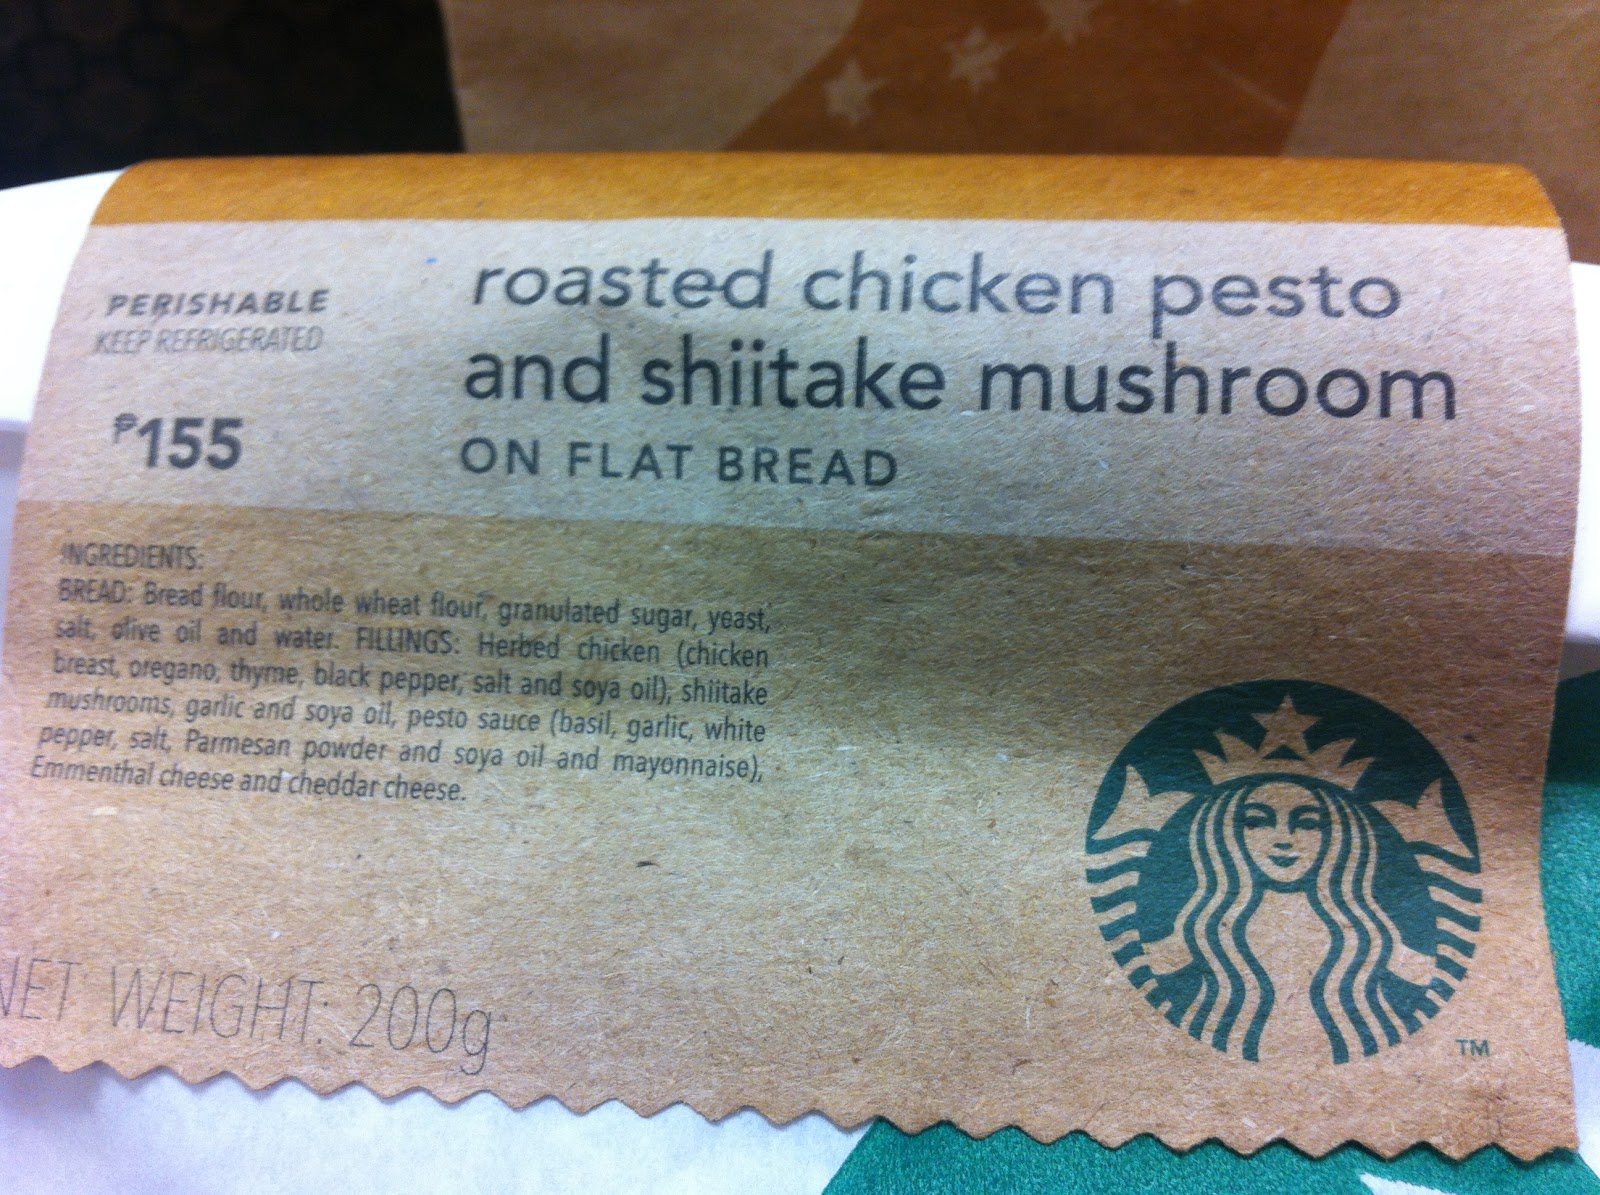 PERISHABLE
KEEP REFRIGERATED
₱155
roasted chicken pesto
and shiitake mushroom
ON FLAT BREAD
INGREDIENTS:
BREAD: Bread flour, whole wheat flour, granulated sugar, yeast,
salt, olive oil and water. FILLINGS: Herbed chicken (chicken
breast, oregano, thyme, black pepper, salt and soya oil), shiitake
mushrooms, garlic and soya oil, pesto sauce (basil, garlic, white
pepper, salt, Parmesan powder and soya oil and mayonnaise),
Emmenthal cheese and cheddar cheese.
NET WEIGHT: 200g
TM